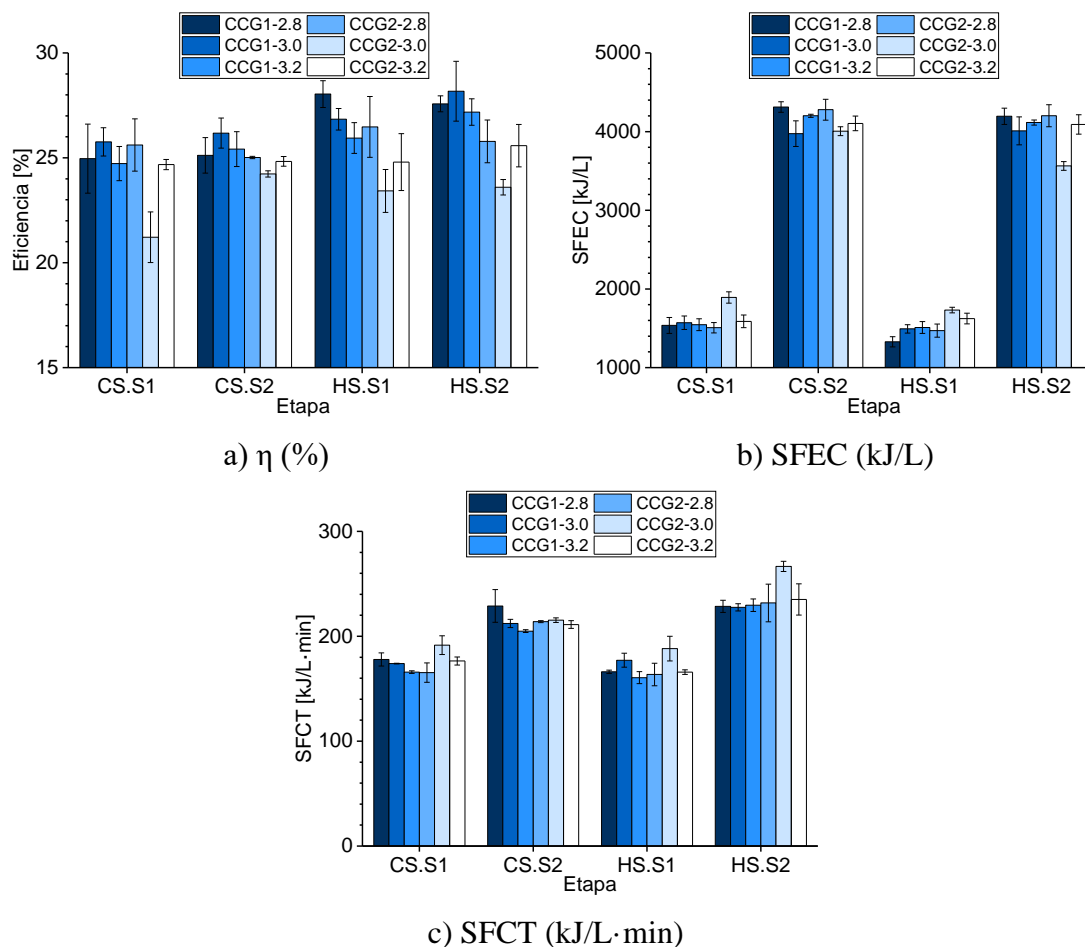 CCG1-2.8 CCG2-2.8
CCG1-3.0 CCG2-3.0
CCG1-3.2 CCG2-3.2
30
25
20
15
Eficiencia [%]
CS.S1 CS.S2 HS.S1 HS.S2
Etapa
a) η (%)
CCG1-2.8 CCG2-2.8
CCG1-3.0 CCG2-3.0
CCG1-3.2 CCG2-3.2
5000
4000
3000
2000
1000
SFEC [kJ/L]
CS.S1 CS.S2 HS.S1 HS.S2
Etapa
b) SFEC (kJ/L)
CCG1-2.8 CCG2-2.8
CCG1-3.0 CCG2-3.0
CCG1-3.2 CCG2-3.2
300
200
100
0
SFCT [kJ/L·min]
CS.S1 CS.S2 HS.S1 HS.S2
Etapa
c) SFCT (kJ/L·min)